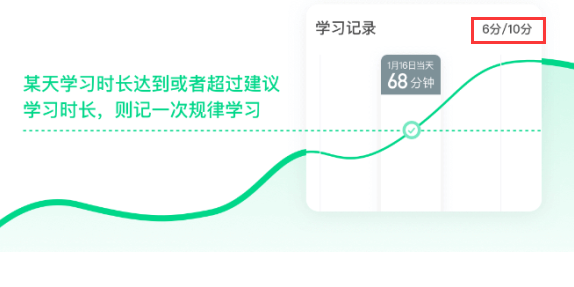 学习记录
6分/10分
1月16日当天
68分钟
某天学习时长达到或者超过建议
学习时长，则记一次规律学习